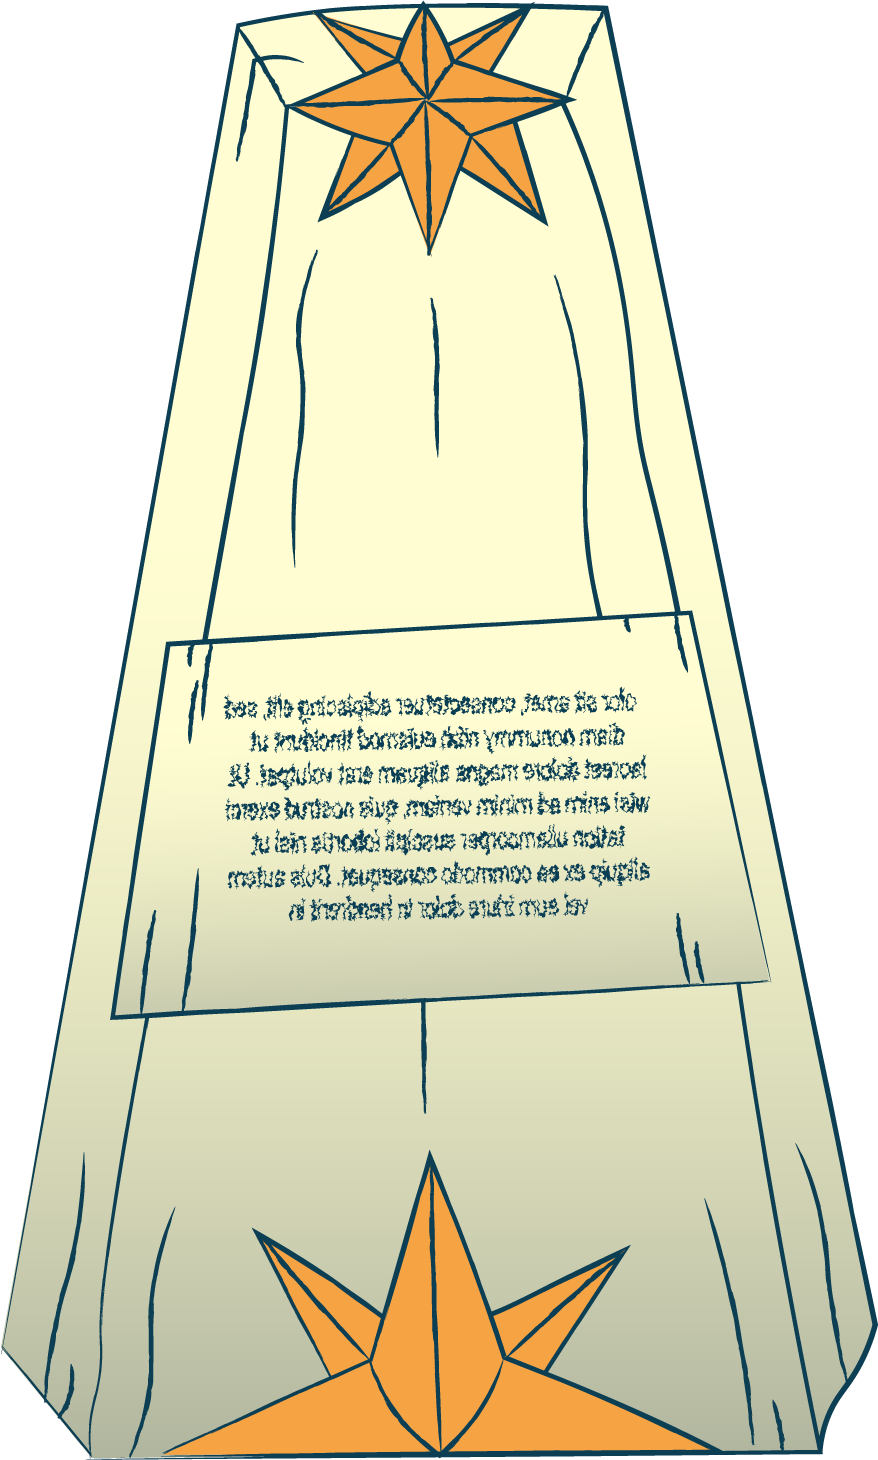 olor sit amet, consectetuer adipiscing elit, sed
diam nonummy nibh euismod tincidunt ut
laoreet dolore magna aliquam erat volutpat. Ut
wisi enim ad minim veniam, quis nostrud exerci
tation ullamcorper suscipit lobortis nisl ut
aliquip ex ea commodo consequat. Duis autem
vel eum iriure dolor in hendrerit in